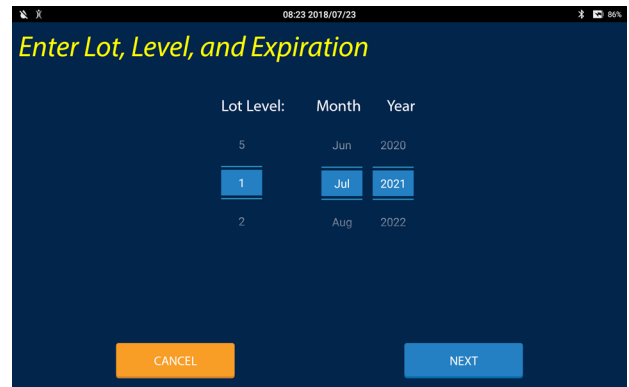 08:23 2018/07/23 86%
Enter Lot, Level, and Expiration
Lot Level: Month Year
5 Jun 2020
1 Jul 2021
2 Aug 2022
CANCEL NEXT